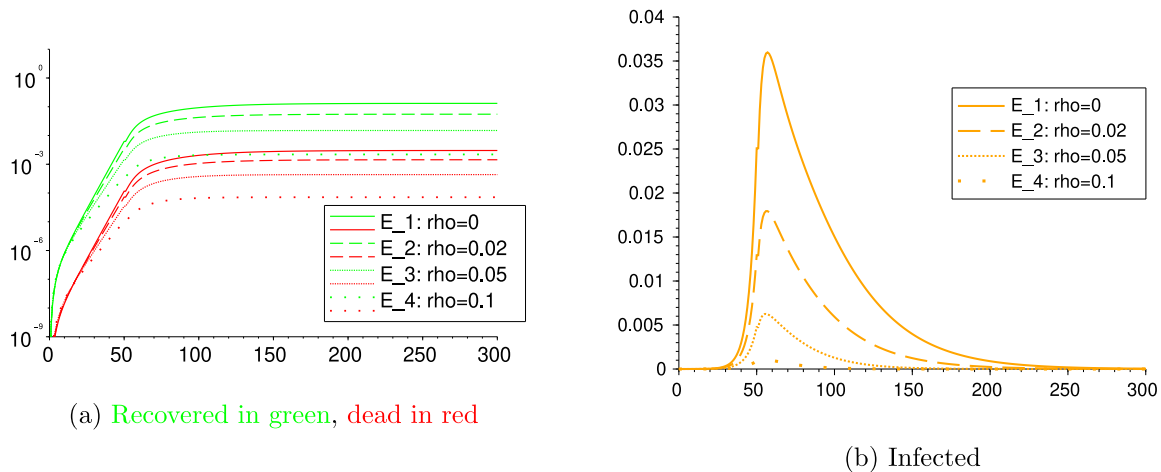 10^0
10^-3
10^-6
10^-9
0 50 100 150 200 250 300
E_1: rho=0
E_2: rho=0.02
E_3: rho=0.05
E_4: rho=0.1
(a) Recovered in green, dead in red
0.04
0.035
0.03
0.025
0.02
0.015
0.01
0.005
0
0 50 100 150 200 250 300
E_1: rho=0
E_2: rho=0.02
E_3: rho=0.05
E_4: rho=0.1
(b) Infected